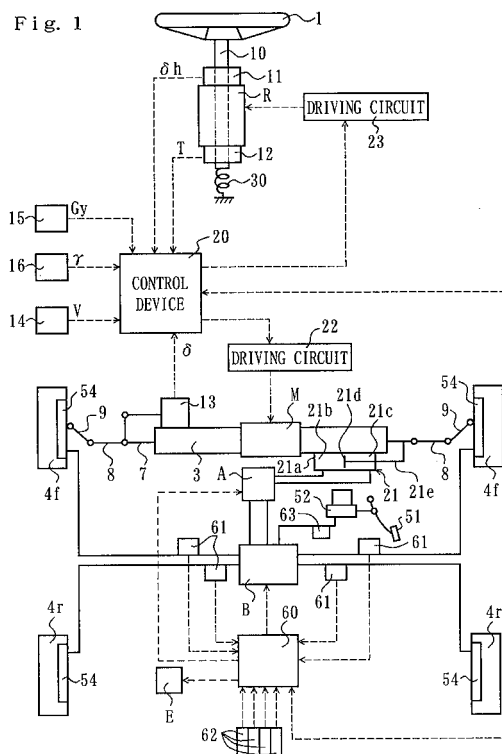 Fig. 1
1
10
δh
11
R
DRIVING CIRCUIT
23
T
12
30
15
Gy
20
16
γ
CONTROL DEVICE
14
V
22
δ
DRIVING CIRCUIT
54
9
13
M
21d
21b
21c
54
9
4f
8
7
3
21a
21
8
4f
A
52
21e
63
51
61
61
B
61
4r
60
4r
54
E
54
62